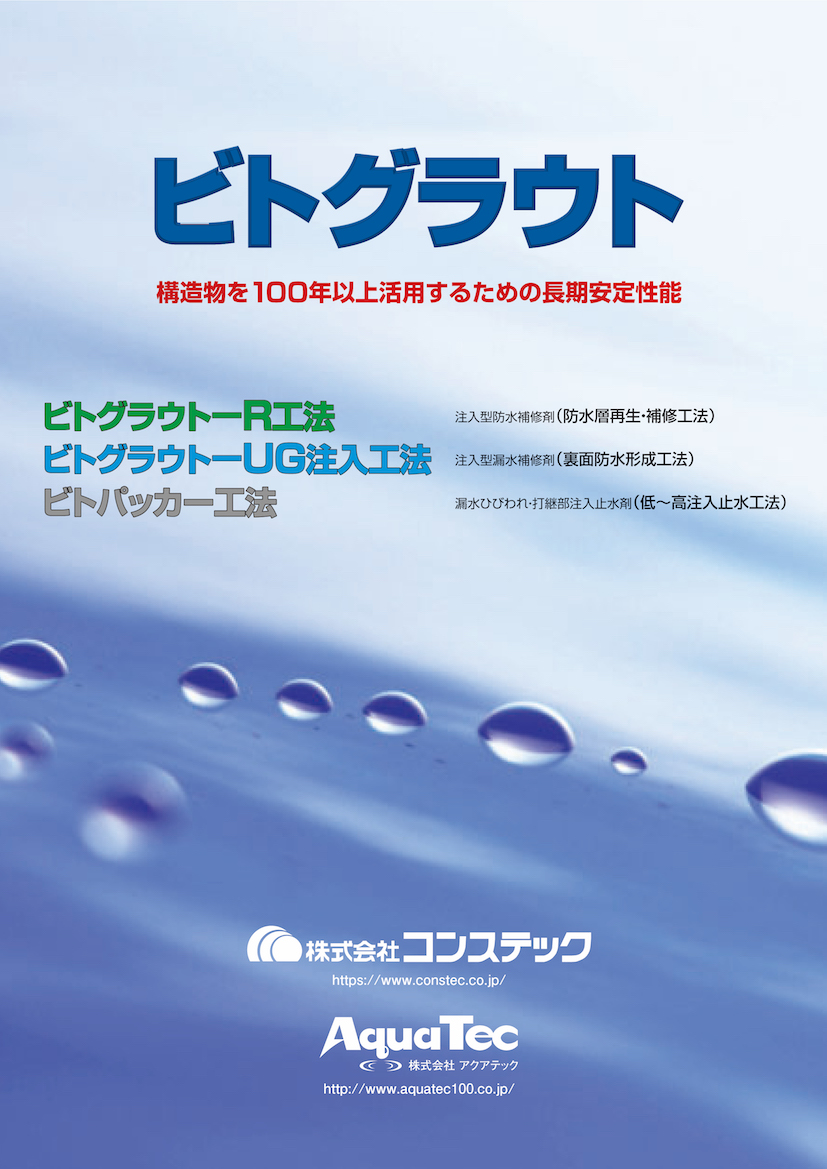 ビトグラウト
構造物を100年以上活用するための長期安定性能
ビトグラウトーR工法 注入型防水補修剤(防水層再生・補修工法)
ビトグラウトーUG注入工法 注入型漏水補修剤(裏面防水形成工法)
ビトパッカー工法 漏水ひびわれ・打継部注入止水剤(低〜高注入止水工法)
株式会社コンステック
https://www.constec.co.jp/
AquaTec
株式会社 アクアテック
http://www.aquatec100.co.jp/